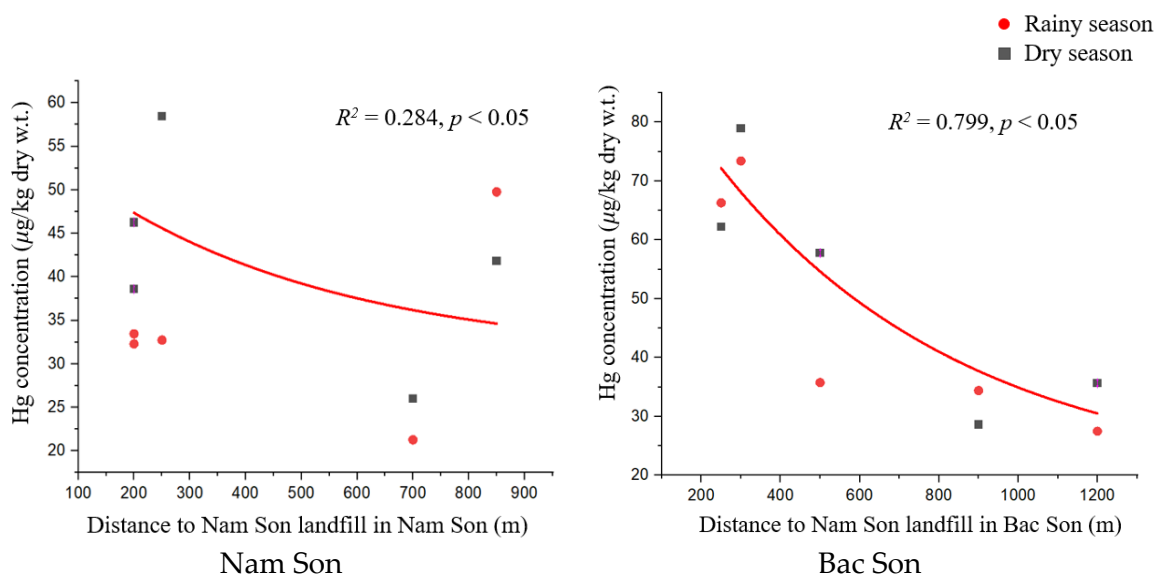 Rainy season
Dry season
R² = 0.284, p < 0.05
Hg concentration (µg/kg dry w.t.)
60
55
50
45
40
35
30
25
20
100 200 300 400 500 600 700 800 900
Distance to Nam Son landfill in Nam Son (m)
Nam Son
R² = 0.799, p < 0.05
Hg concentration (µg/kg dry w.t.)
80
70
60
50
40
30
20
200 400 600 800 1000 1200
Distance to Nam Son landfill in Bac Son (m)
Bac Son